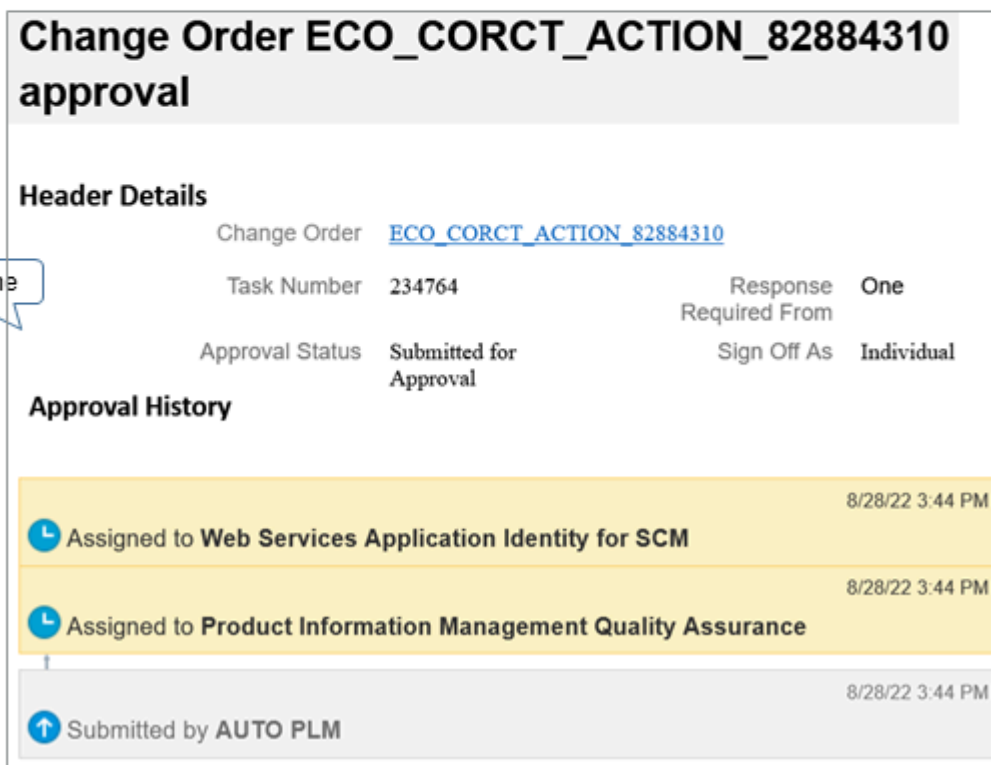 Change Order ECO_CORCT_ACTION_82884310
approval
Header Details
Change Order ECO_CORCT_ACTION_82884310
Task Number 234764 Response Required From One
Approval Status Submitted for Approval Sign Off As Individual
Approval History
8/28/22 3:44 PM
Assigned to Web Services Application Identity for SCM
8/28/22 3:44 PM
Assigned to Product Information Management Quality Assurance
8/28/22 3:44 PM
Submitted by AUTO PLM